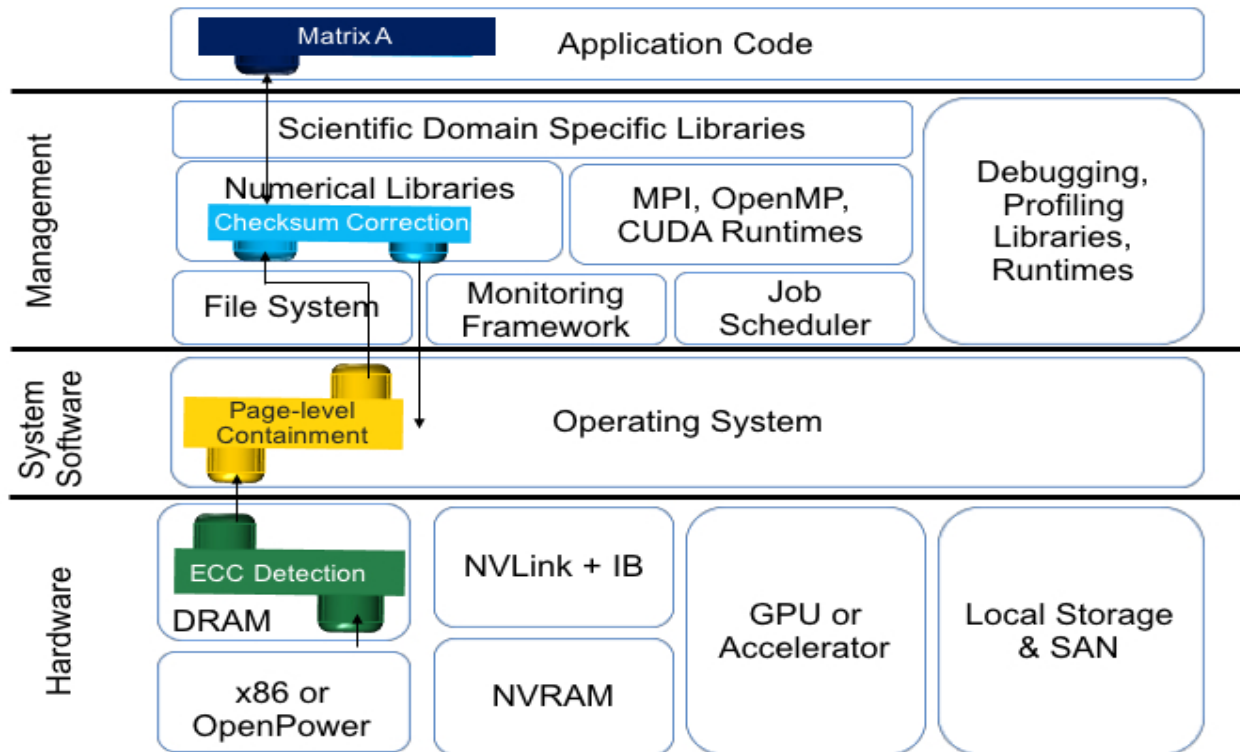 Matrix A
Application Code
Management
Scientific Domain Specific Libraries
Numerical Libraries
Checksum Correction
MPI, OpenMP,
CUDA Runtimes
Debugging,
Profiling
Libraries,
Runtimes
File System
Monitoring
Framework
Job
Scheduler
System
Software
Page-level
Containment
Operating System
Hardware
ECC Detection
DRAM
NVLink + IB
GPU or
Accelerator
Local Storage
& SAN
x86 or
OpenPower
NVRAM